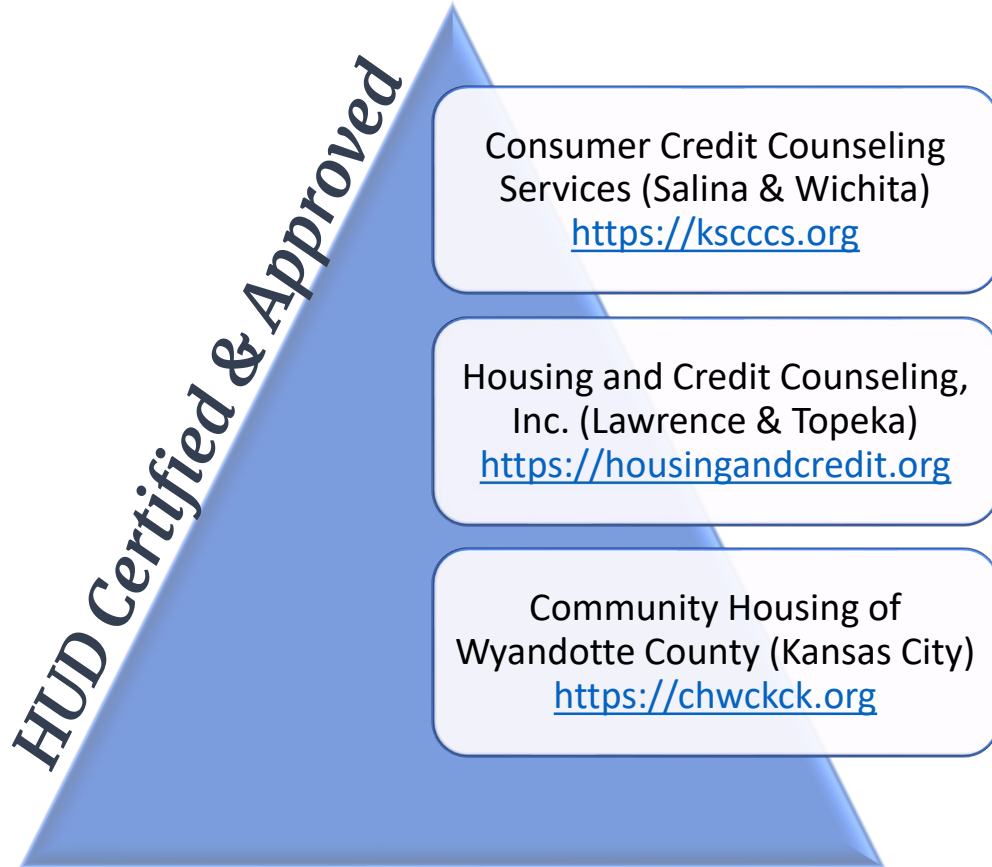 HUD Certified & Approved
Consumer Credit Counseling
Services (Salina & Wichita)
https://kscccs.org
Housing and Credit Counseling,
Inc. (Lawrence & Topeka)
https://housingandcredit.org
Community Housing of
Wyandotte County (Kansas City)
https://chwckck.org